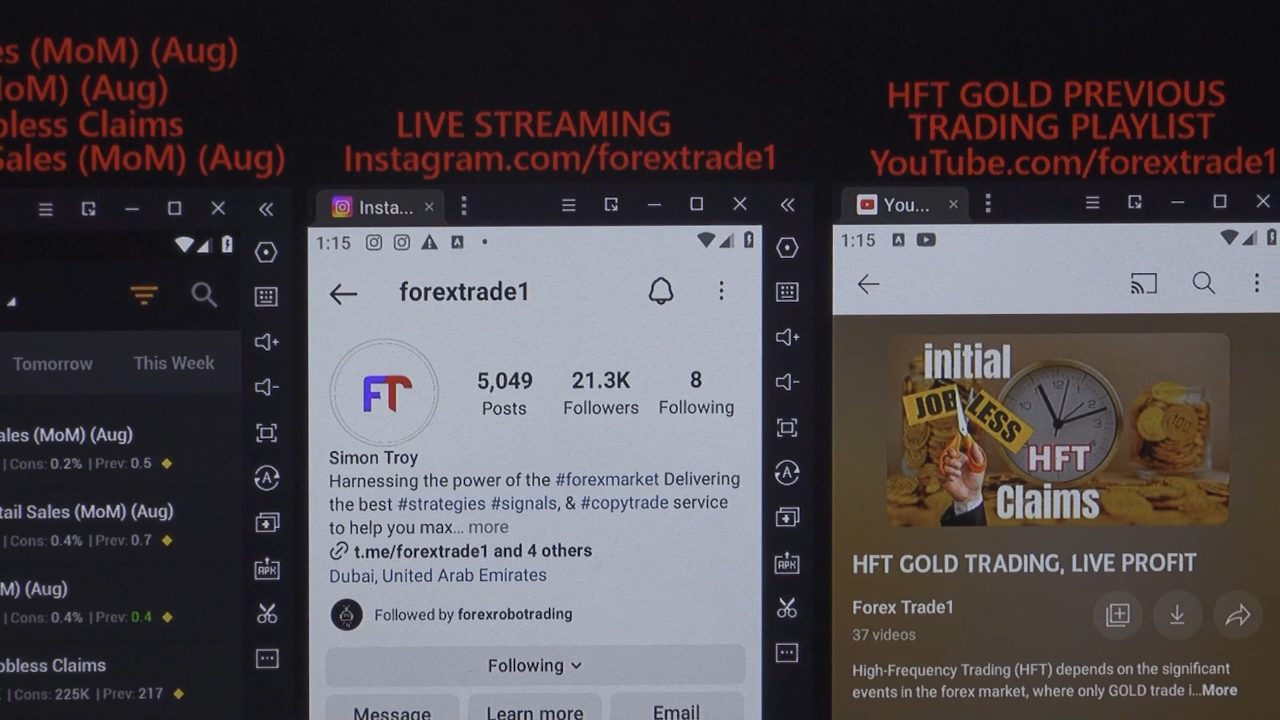 es (MoM) (Aug)
oM) (Aug)
bless Claims
Sales (MoM) (Aug)
Tomorrow This Week
ales (MoM) (Aug)
| Cons: 0.2% | Prev: 0.5
tail Sales (MoM) (Aug)
| Cons: 0.4% | Prev: 0.7
M) (Aug)
| Cons: 0.4% | Prev: 0.4
obless Claims
| Cons: 225K | Prev: 217
LIVE STREAMING
Instagram.com/forextrade1
Insta...
1:15
forextrade1
FT
5,049 21.3K 8
Posts Followers Following
Simon Troy
Harnessing the power of the #forexmarket Delivering
the best #strategies #signals, & #copytrade service
to help you max... more
t.me/forextrade1 and 4 others
Dubai, United Arab Emirates
Followed by forexrobotrading
Following
Message Learn more Email
HFT GOLD PREVIOUS
TRADING PLAYLIST
YouTube.com/forextrade1
You...
1:15
initial
JOB LESS
HFT
Claims
HFT GOLD TRADING, LIVE PROFIT
Forex Trade1
37 videos
High-Frequency Trading (HFT) depends on the significant
events in the forex market, where only GOLD trade i...More